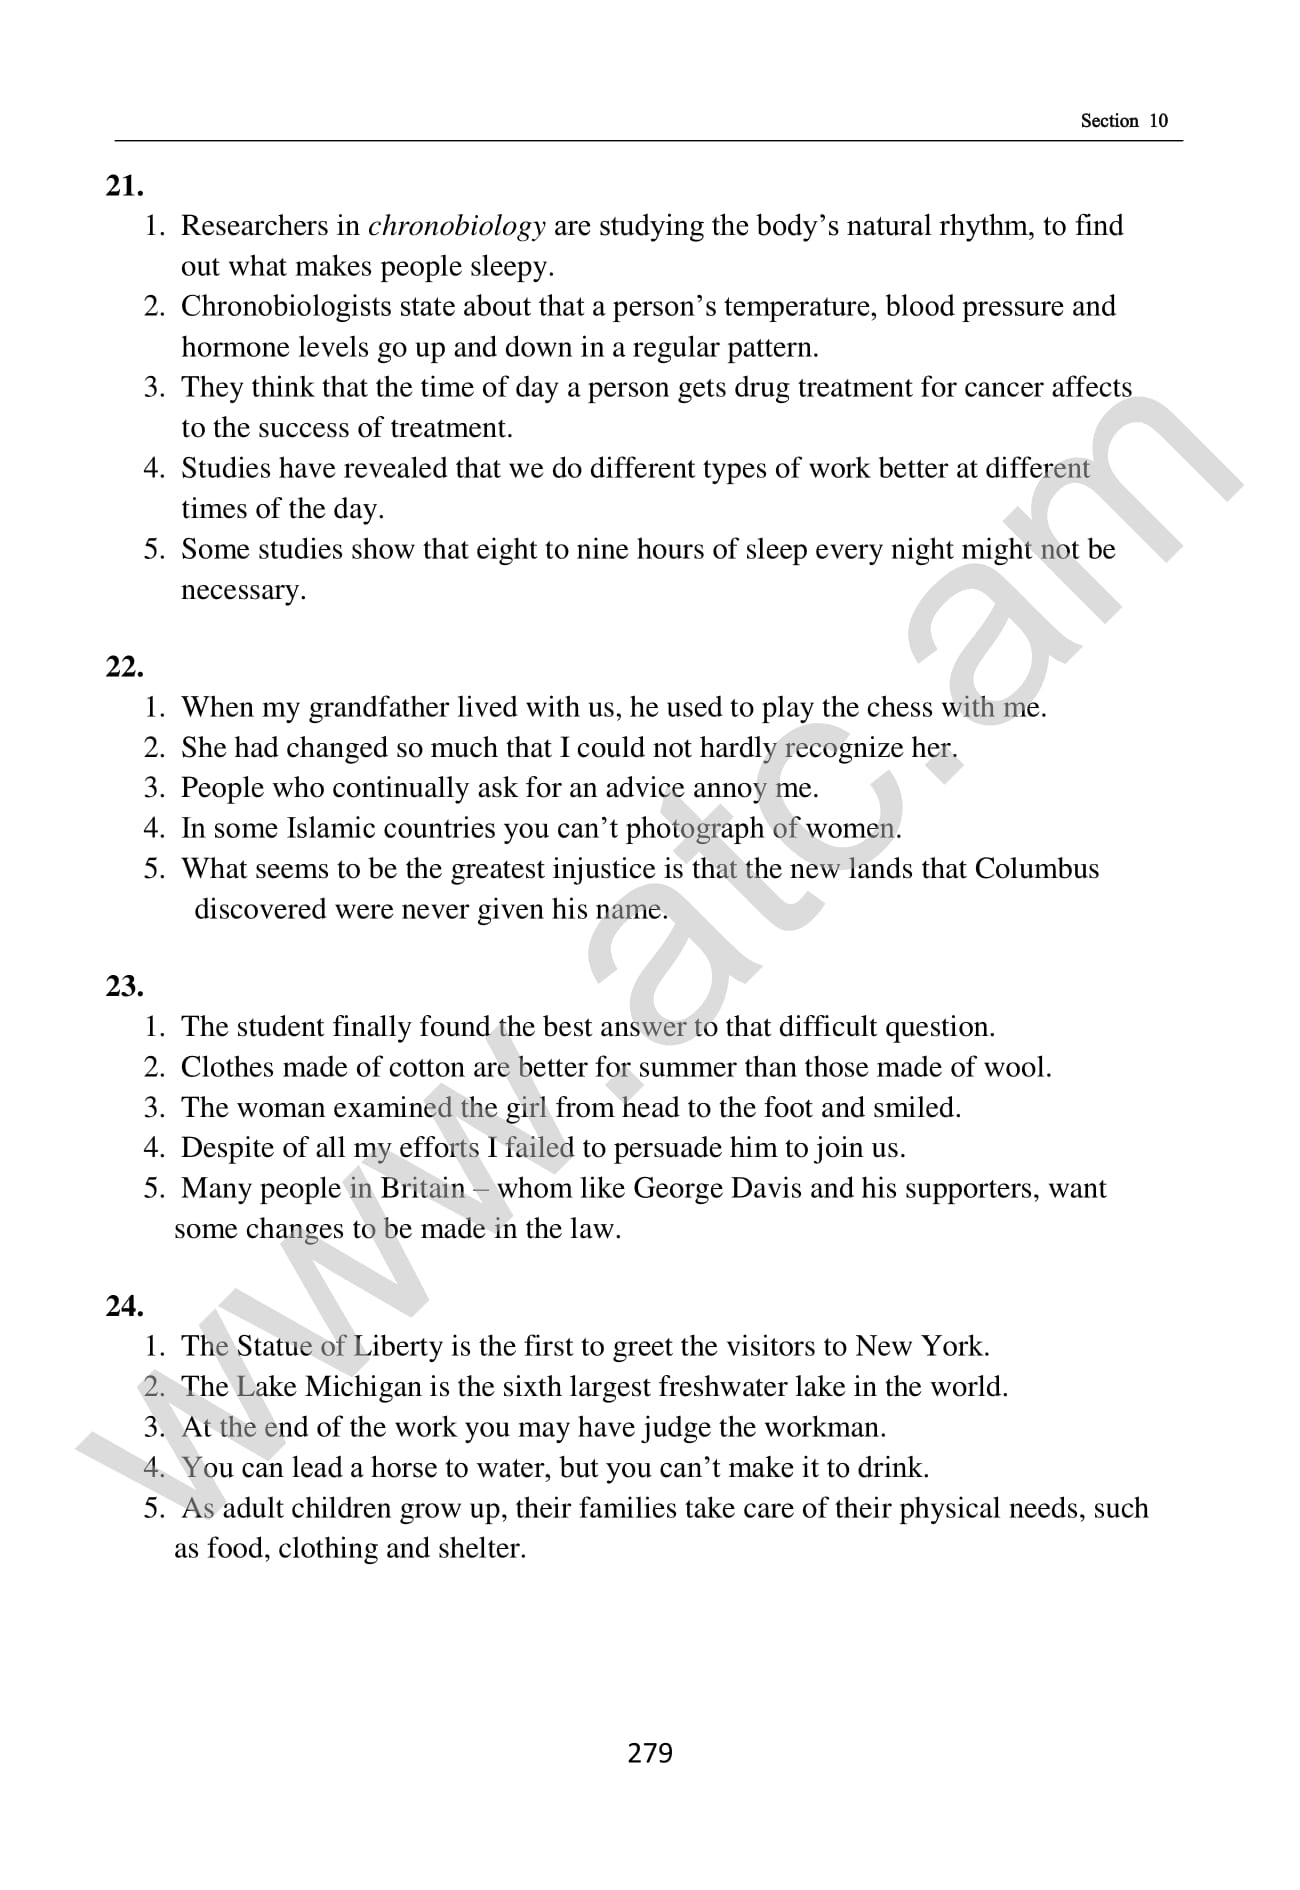 Section 10
21.
1. Researchers in chronobiology are studying the body’s natural rhythm, to find
out what makes people sleepy.
2. Chronobiologists state about that a person’s temperature, blood pressure and
hormone levels go up and down in a regular pattern.
3. They think that the time of day a person gets drug treatment for cancer affects
to the success of treatment.
4. Studies have revealed that we do different types of work better at different
times of the day.
5. Some studies show that eight to nine hours of sleep every night might not be
necessary.
22.
1. When my grandfather lived with us, he used to play the chess with me.
2. She had changed so much that I could not hardly recognize her.
3. People who continually ask for an advice annoy me.
4. In some Islamic countries you can’t photograph of women.
5. What seems to be the greatest injustice is that the new lands that Columbus
discovered were never given his name.
23.
1. The student finally found the best answer to that difficult question.
2. Clothes made of cotton are better for summer than those made of wool.
3. The woman examined the girl from head to the foot and smiled.
4. Despite of all my efforts I failed to persuade him to join us.
5. Many people in Britain – whom like George Davis and his supporters, want
some changes to be made in the law.
24.
1. The Statue of Liberty is the first to greet the visitors to New York.
2. The Lake Michigan is the sixth largest freshwater lake in the world.
3. At the end of the work you may have judge the workman.
4. You can lead a horse to water, but you can’t make it to drink.
5. As adult children grow up, their families take care of their physical needs, such
as food, clothing and shelter.
279
www.atc.am